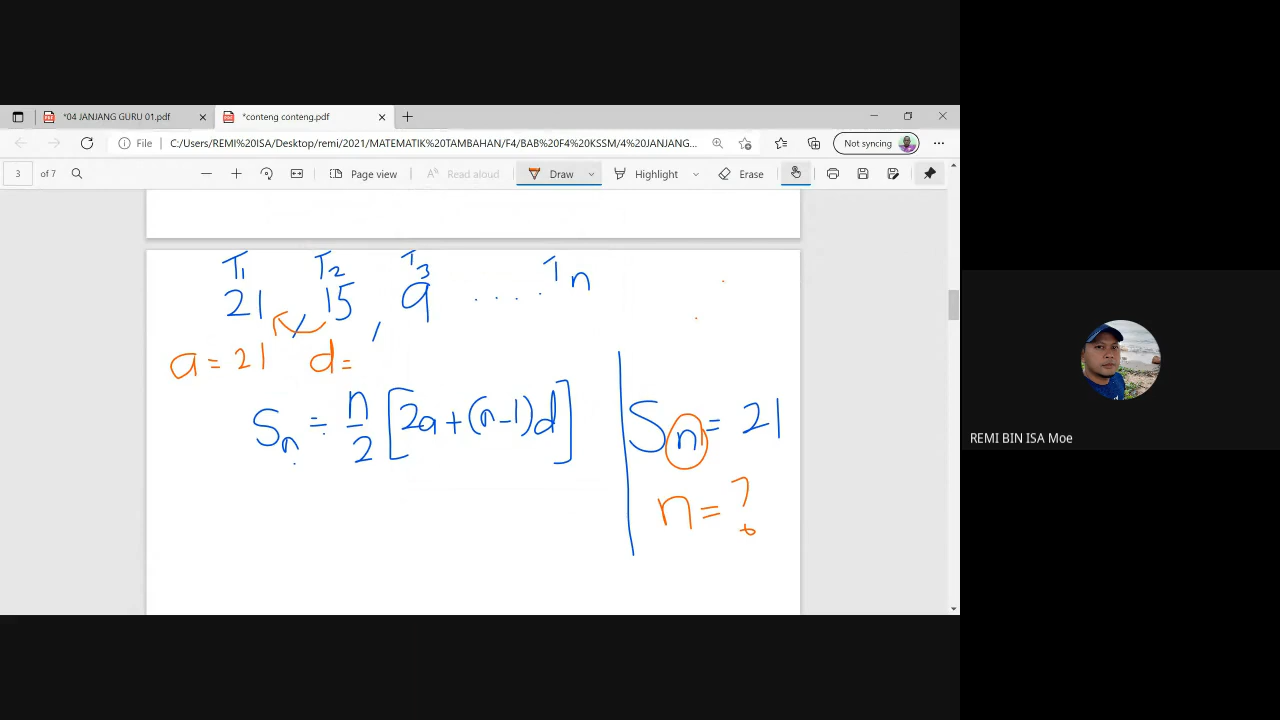 *04 JANJANG GURU 01.pdf
*conteng conteng.pdf
File C:/Users/REMI%20ISA/Desktop/remi/2021/MATEMATIK%20TAMBAHAN/F4/BAB%20F4%20KSSM/4%20JANJANG... Not syncing
3 of 7 Page view Read aloud Draw Highlight Erase
T1 T2 T3 Tn
21, 15, 9 ....
a = 21 d =
Sn = n/2 [2a + (n-1)d]
Sn = 21
n = ?
REMI BIN ISA Moe